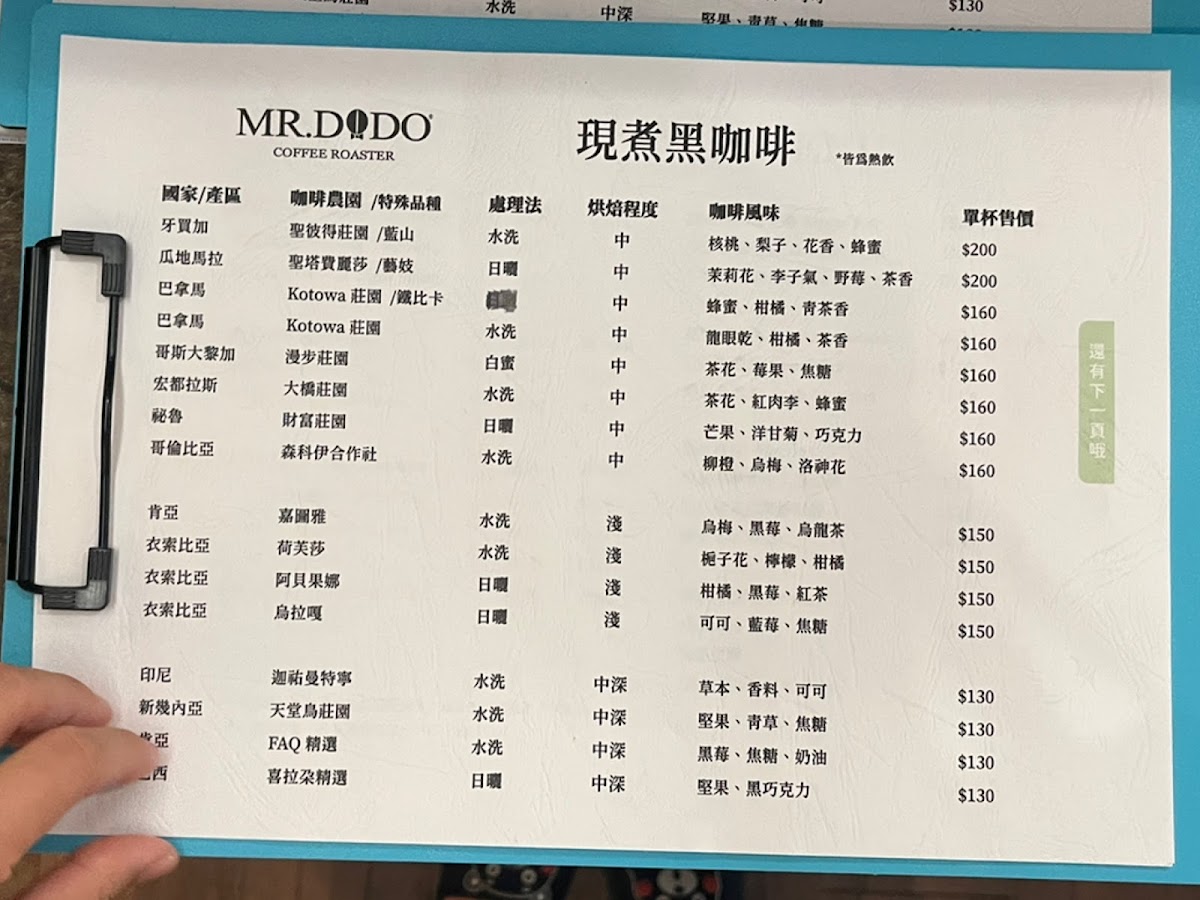 水洗 中深 $130
堅果、青草、焦糖
MR.DODO
COFFEE ROASTER
現煮黑咖啡 *皆為熱飲
國家/產區 咖啡農園 /特殊品種 處理法 烘焙程度 咖啡風味 單杯售價
牙買加 聖彼得莊園 /藍山 水洗 中 核桃、梨子、花香、蜂蜜 $200
瓜地馬拉 聖塔費麗莎 /藝妓 日曬 中 茉莉花、李子氣、野莓、茶香 $200
巴拿馬 Kotowa 莊園 /鐵比卡 中 蜂蜜、柑橘、青茶香 $160
巴拿馬 Kotowa 莊園 水洗 中 龍眼乾、柑橘、茶香 $160
哥斯大黎加 漫步莊園 白蜜 中 茶花、莓果、焦糖 $160
宏都拉斯 大橋莊園 水洗 中 茶花、紅肉李、蜂蜜 $160
祕魯 財富莊園 日曬 中 芒果、洋甘菊、巧克力 $160
哥倫比亞 森科伊合作社 水洗 中 柳橙、烏梅、洛神花 $160
肯亞 嘉圖雅 水洗 淺 烏梅、黑莓、烏龍茶 $150
衣索比亞 荷芙莎 水洗 淺 梔子花、檸檬、柑橘 $150
衣索比亞 阿貝果娜 日曬 淺 柑橘、黑莓、紅茶 $150
衣索比亞 烏拉嘎 日曬 淺 可可、藍莓、焦糖 $150
印尼 迦祐曼特寧 水洗 中深 草本、香料、可可 $130
新幾內亞 天堂鳥莊園 水洗 中深 堅果、青草、焦糖 $130
肯亞 FAQ 精選 水洗 中深 黑莓、焦糖、奶油 $130
巴西 喜拉朵精選 日曬 中深 堅果、黑巧克力 $130
還有下一頁哦